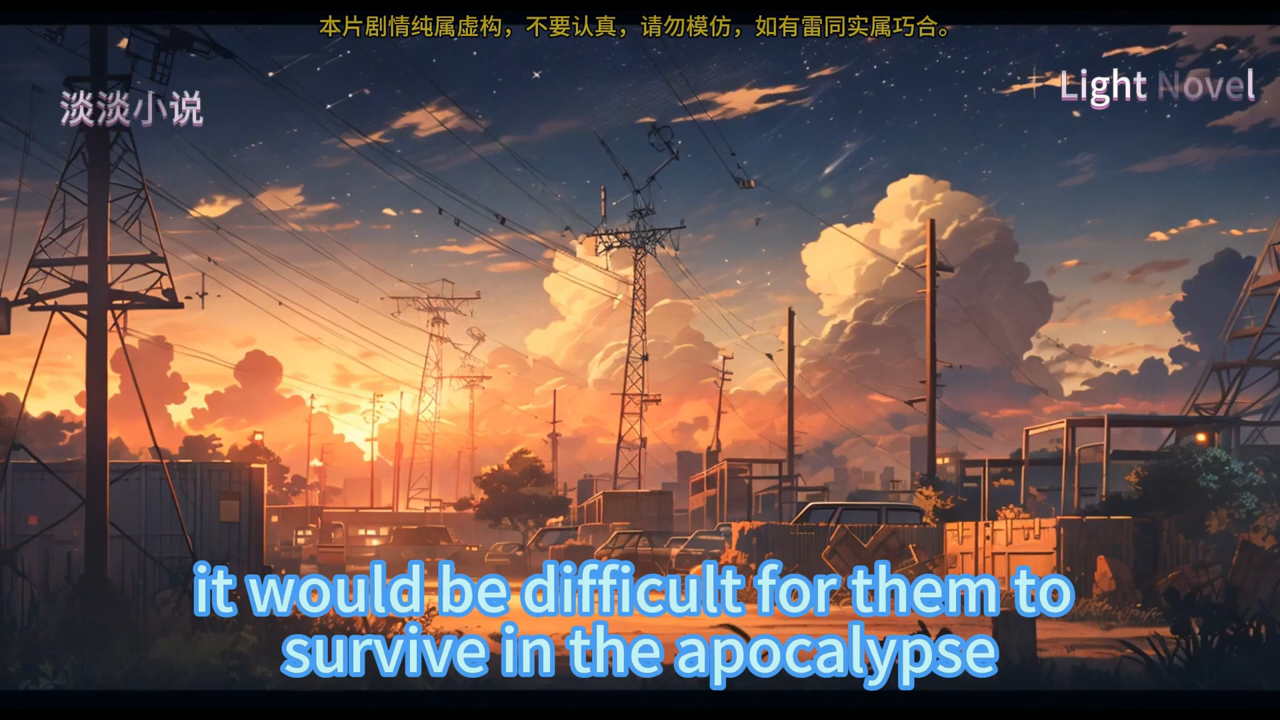 本片剧情纯属虚构，不要认真，请勿模仿，如有雷同实属巧合。
淡淡小说
Light Novel
it would be difficult for them to
survive in the apocalypse